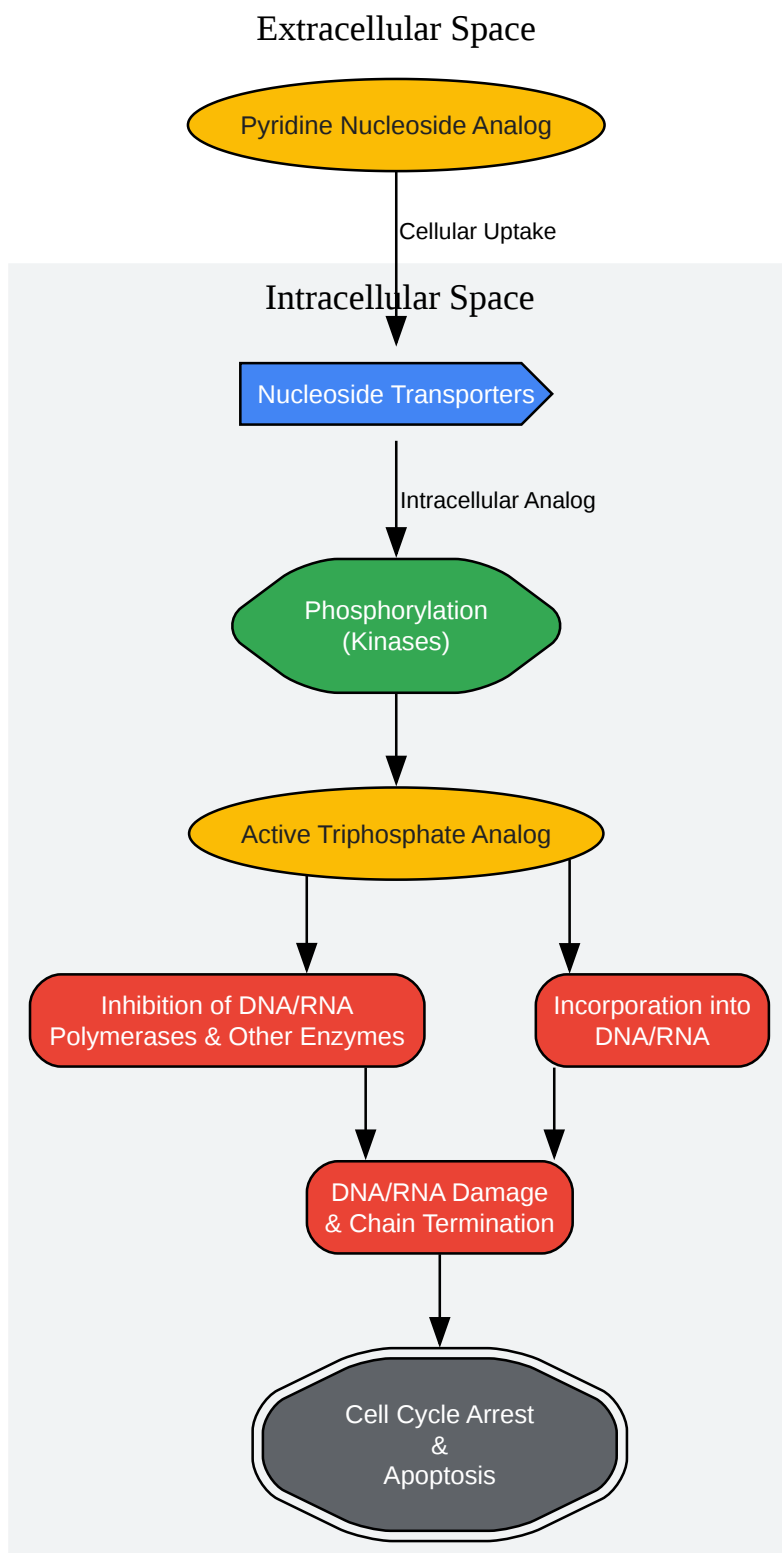 Extracellular Space
Pyridine Nucleoside Analog
Cellular Uptake
Intracellular Space
Nucleoside Transporters
Intracellular Analog
Phosphorylation
(Kinases)
Active Triphosphate Analog
Inhibition of DNA/RNA
Polymerases & Other Enzymes
Incorporation into
DNA/RNA
DNA/RNA Damage
& Chain Termination
Cell Cycle Arrest
&
Apoptosis